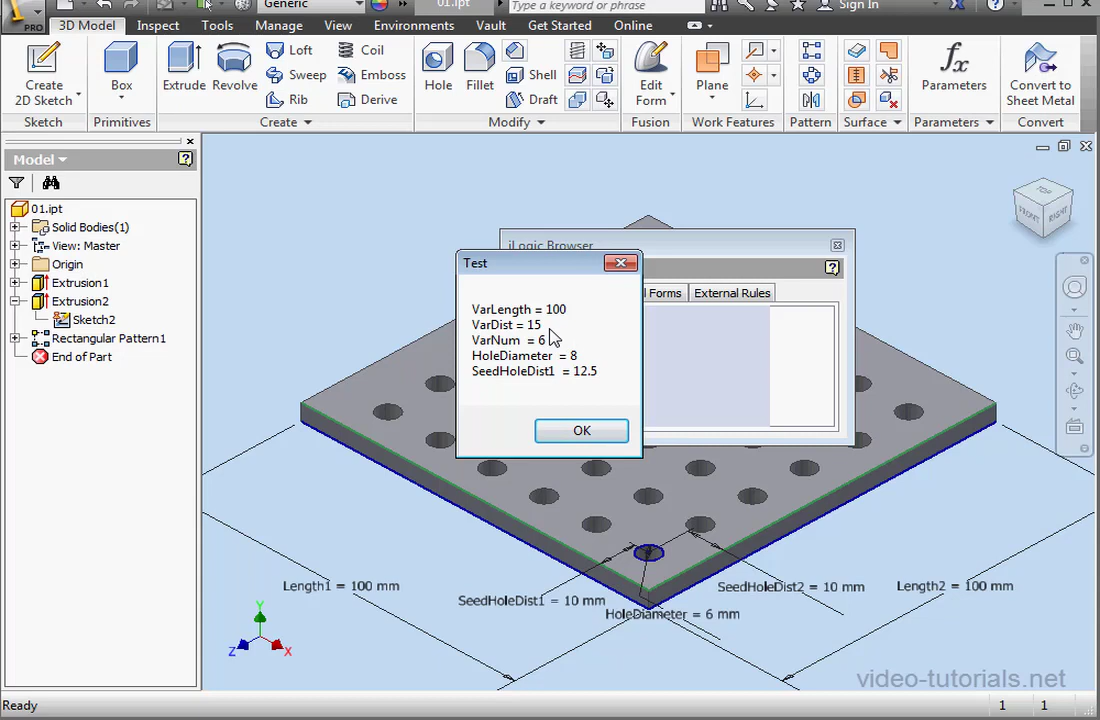 Generic
01.ipt
Type a keyword or phrase
Sign In
PRO
3D Model
Inspect
Tools
Manage
View
Environments
Vault
Get Started
Online
Create
2D Sketch
Sketch
Box
Primitives
Extrude
Revolve
Loft
Sweep
Rib
Coil
Emboss
Derive
Create
Hole
Fillet
Shell
Draft
Modify
Edit
Form
Fusion
Plane
Work Features
Pattern
Surface
fx
Parameters
Parameters
Convert to
Sheet Metal
Convert
Model
01.ipt
Solid Bodies(1)
View: Master
Origin
Extrusion1
Extrusion2
Sketch2
Rectangular Pattern1
End of Part
TOP
FRONT
RIGHT
iLogic Browser
Forms
External Rules
Test
VarLength = 100
VarDist = 15
VarNum = 6
HoleDiameter = 8
SeedHoleDist1 = 12.5
OK
Length1 = 100 mm
SeedHoleDist1 = 10 mm
HoleDiameter = 6 mm
SeedHoleDist2 = 10 mm
Length2 = 100 mm
Y
Z
X
video-tutorials.net
Ready
1
1